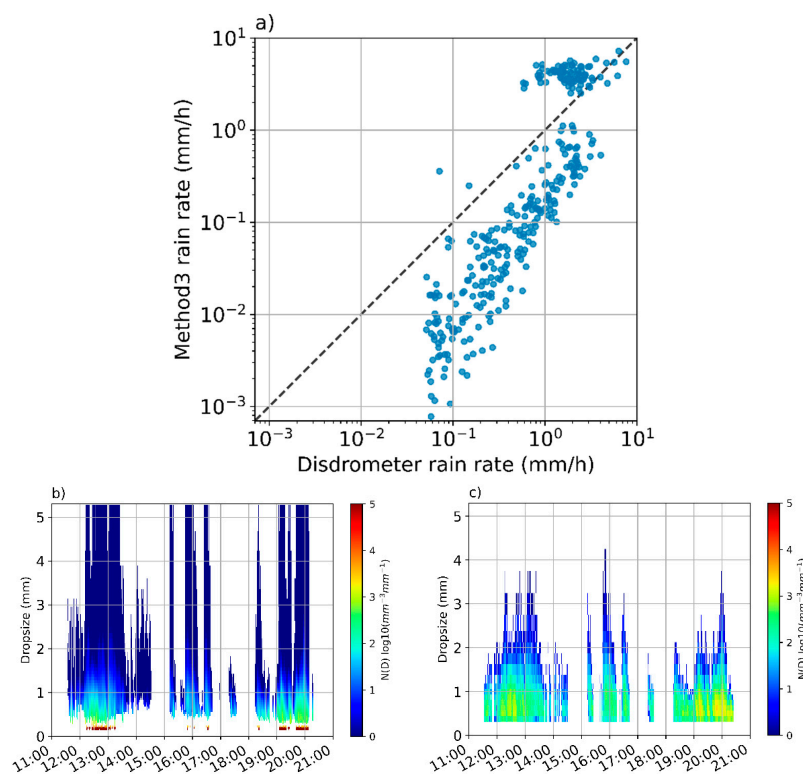 a)
10¹
10⁰
10⁻¹
10⁻²
10⁻³
Method3 rain rate (mm/h)
10⁻³ 10⁻² 10⁻¹ 10⁰ 10¹
Disdrometer rain rate (mm/h)
b)
5
4
3
2
1
0
Dropsize (mm)
11:00 12:00 13:00 14:00 15:00 16:00 17:00 18:00 19:00 20:00 21:00
5
4
3
2
1
0
N(D) log10(mm⁻³mm⁻¹)
c)
5
4
3
2
1
0
Dropsize (mm)
11:00 12:00 13:00 14:00 15:00 16:00 17:00 18:00 19:00 20:00 21:00
5
4
3
2
1
0
N(D) log10(mm⁻³mm⁻¹)